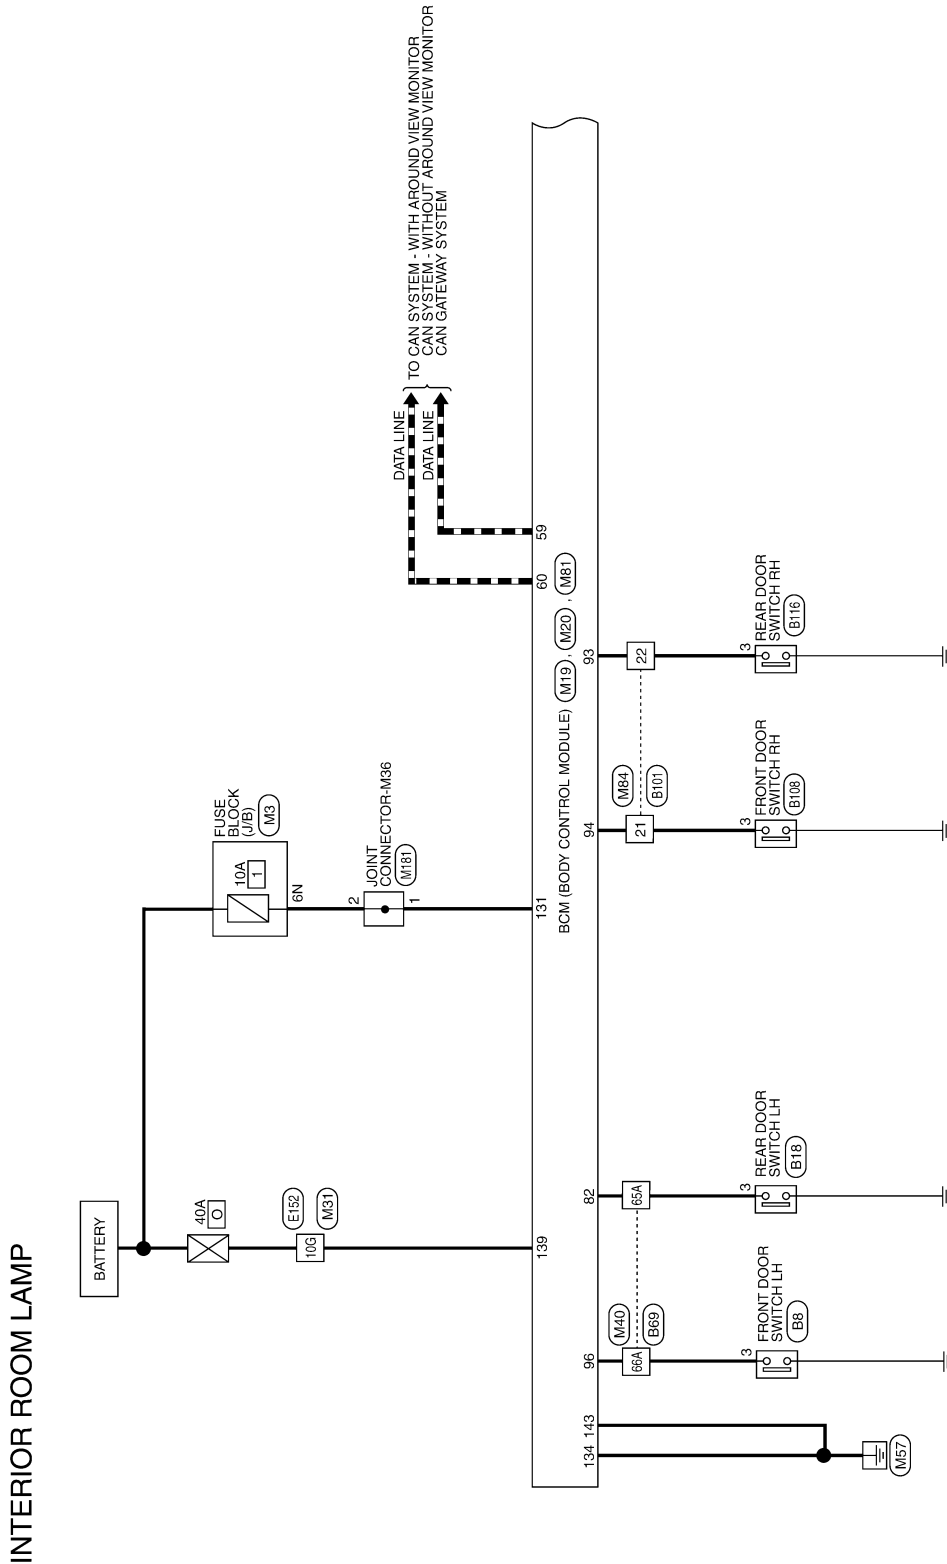 INTERIOR ROOM LAMP
BATTERY
40A
O
E152
10G
M31
139
FUSE
BLOCK
(J/B)
M3
10A
1
6N
2
JOINT
CONNECTOR-M36
M181
1
131
DATA LINE
DATA LINE
TO CAN SYSTEM - WITH AROUND VIEW MONITOR
CAN SYSTEM - WITHOUT AROUND VIEW MONITOR
CAN GATEWAY SYSTEM
60
59
BCM (BODY CONTROL MODULE) M19 , M20 , M81
134
143
96
82
94
93
M57
M40
66A
B69
65A
M84
21
B101
22
3
FRONT DOOR
SWITCH LH
B8
3
REAR DOOR
SWITCH LH
B18
3
FRONT DOOR
SWITCH RH
B108
3
REAR DOOR
SWITCH RH
B116